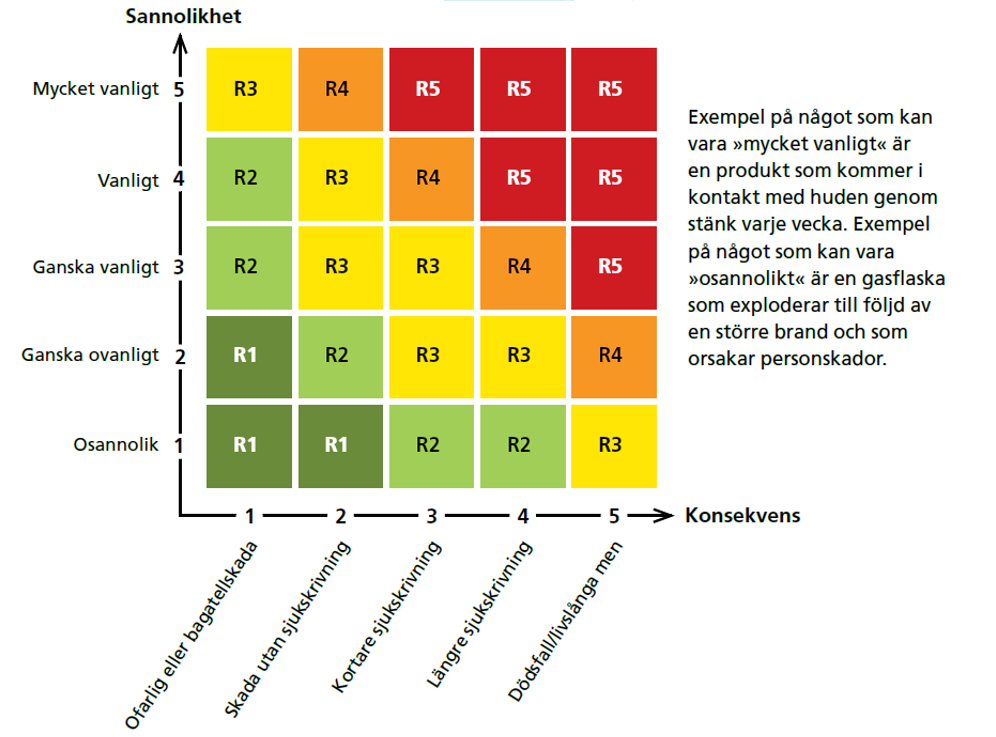 Sannolikhet
Mycket vanligt 5 R3 R4 R5 R5 R5
Vanligt 4 R2 R3 R4 R5 R5
Ganska vanligt 3 R2 R3 R3 R4 R5
Ganska ovanligt 2 R1 R2 R3 R3 R4
Osannolik 1 R1 R1 R2 R2 R3
1 2 3 4 5 Konsekvens
Ofarlig eller bagatellskada
Skada utan sjukskrivning
Kortare sjukskrivning
Längre sjukskrivning
Dödsfall/livslånga men
Exempel på något som kan
vara »mycket vanligt« är
en produkt som kommer i
kontakt med huden genom
stänk varje vecka. Exempel
på något som kan vara
»osannolikt« är en gasflaska
som exploderar till följd av
en större brand och som
orsakar personskador.